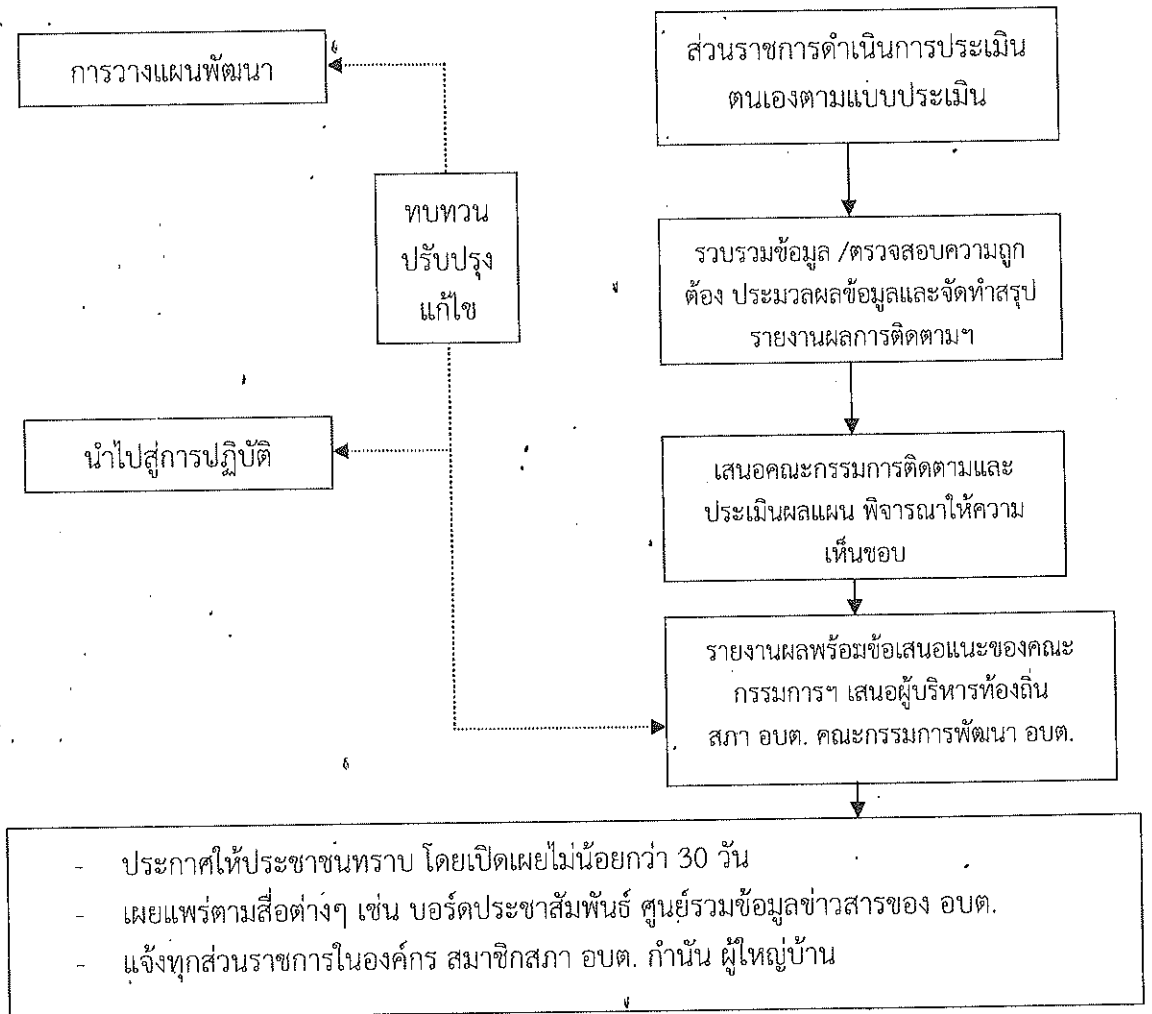 การวางแผนพัฒนา
ทบทวน
ปรับปรุง
แก้ไข
นำไปสู่การปฏิบัติ
ส่วนราชการดำเนินการประเมิน
ตนเองตามแบบประเมิน
รวบรวมข้อมูล /ตรวจสอบความถูก
ต้อง ประมวลผลข้อมูลและจัดทำสรุป
รายงานผลการติดตามฯ
เสนอคณะกรรมการติดตามและ
ประเมินผลแผน พิจารณาให้ความ
เห็นชอบ
รายงานผลพร้อมข้อเสนอแนะของคณะ
กรรมการฯ เสนอผู้บริหารท้องถิ่น
สภา อบต. คณะกรรมการพัฒนา อบต.
- ประกาศให้ประชาชนทราบ โดยเปิดเผยไม่น้อยกว่า 30 วัน
- เผยแพร่ตามสื่อต่างๆ เช่น บอร์ดประชาสัมพันธ์ ศูนย์รวมข้อมูลข่าวสารของ อบต.
- แจ้งทุกส่วนราชการในองค์กร สมาชิกสภา อบต. กำนัน ผู้ใหญ่บ้าน